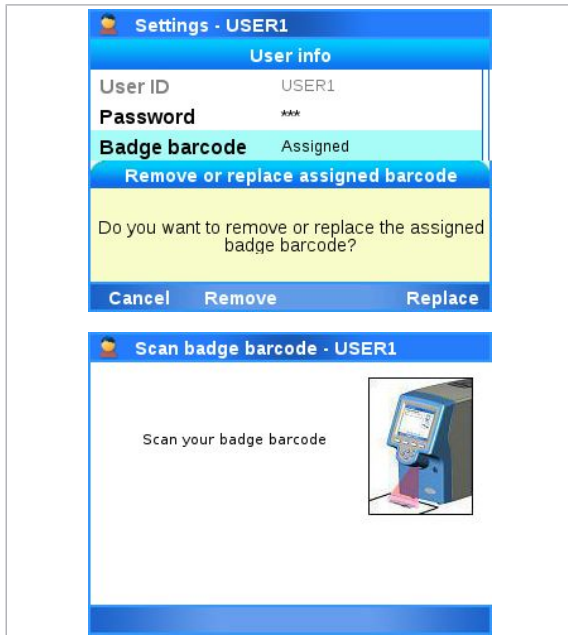 Settings - USER1
User info
User ID USER1
Password ***
Badge barcode Assigned
Remove or replace assigned barcode
Do you want to remove or replace the assigned
badge barcode?
Cancel Remove Replace
Scan badge barcode - USER1
Scan your badge barcode